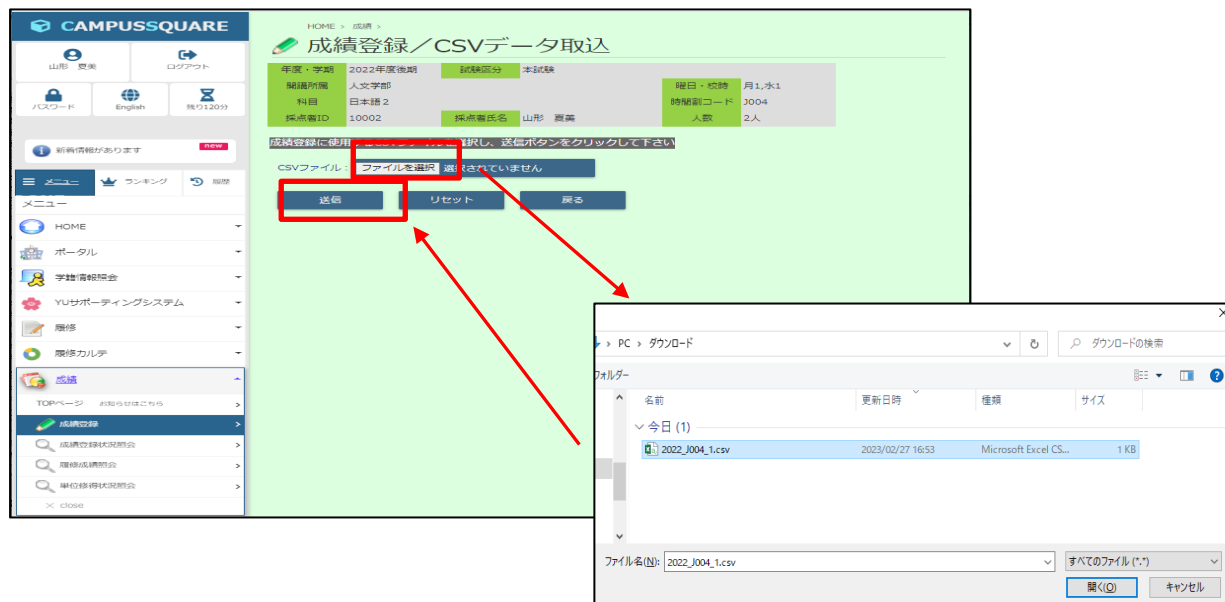 CAMPUSSQUARE
山形 夏美
ログアウト
パスワード
English
残り120分
新着情報があります
new
メニュー
ランキング
履歴
メニュー
HOME
ポータル
学籍情報照会
YUサポーティングシステム
履修
履修カルテ
成績
TOPページ お知らせはこちら
成績登録
成績登録状況照会
履修成績照会
単位修得状況照会
× close
HOME > 成績 >
成績登録／CSVデータ取込
年度・学期 2022年度後期 試験区分 本試験
開講所属 人文学部 曜日・校時 月1,水1
科目 日本語２ 時間割コード J004
採点者ID 10002 採点者氏名 山形 夏美 人数 2人
成績登録に使用 選択し、送信ボタンをクリックして下さい
CSVファイル： ファイルを選択 選択されていません
送信 リセット 戻る
› PC › ダウンロード
ダウンロードの検索
フォルダー
名前 更新日時 種類 サイズ
今日 (1)
2022_J004_1.csv 2023/02/27 16:53 Microsoft Excel CS... 1 KB
ファイル名(N): 2022_J004_1.csv
すべてのファイル (*.*)
開く(O) キャンセル